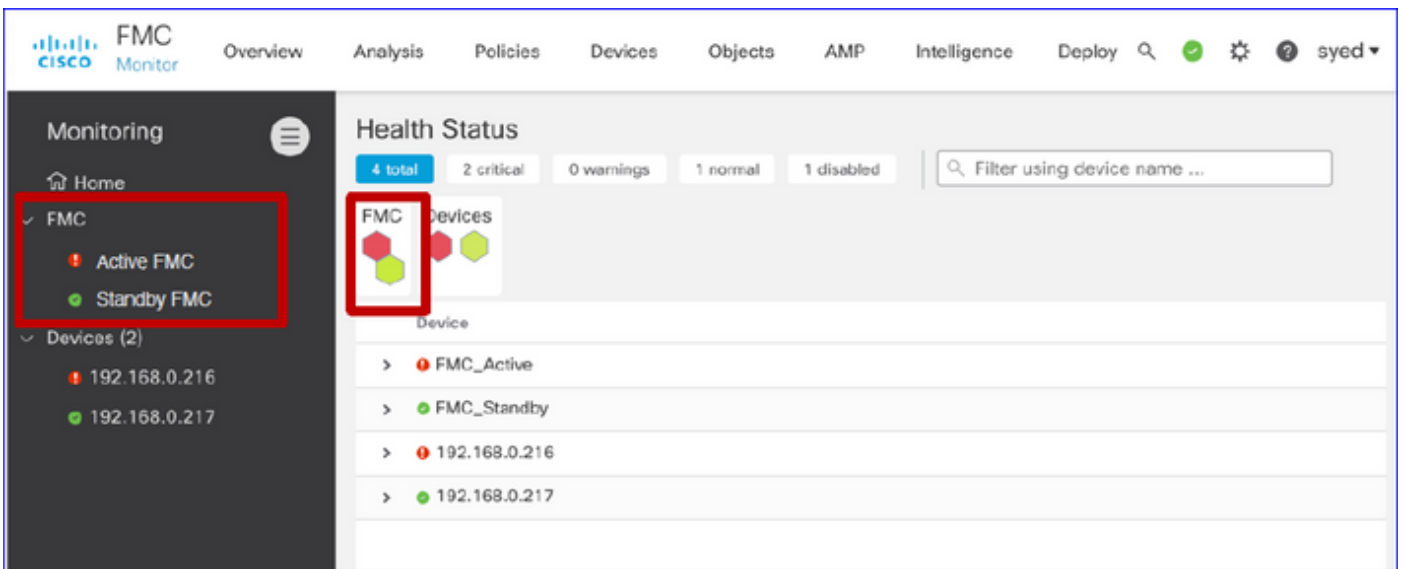 cisco FMC Monitor Overview Analysis Policies Devices Objects AMP Intelligence Deploy syed
Monitoring
Home
FMC
Active FMC
Standby FMC
Devices (2)
192.168.0.216
192.168.0.217
Health Status
4 total 2 critical 0 warnings 1 normal 1 disabled Filter using device name ...
FMC Devices
Device
FMC_Active
FMC_Standby
192.168.0.216
192.168.0.217